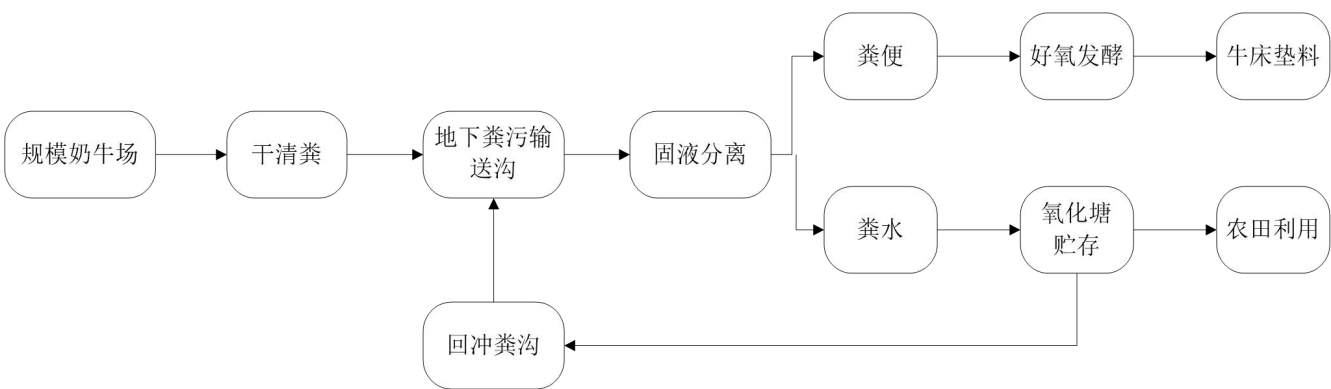 粪便
好氧发酵
牛床垫料
规模奶牛场
干清粪
地下粪污输
送沟
固液分离
粪水
氧化塘
贮存
农田利用
回冲粪沟